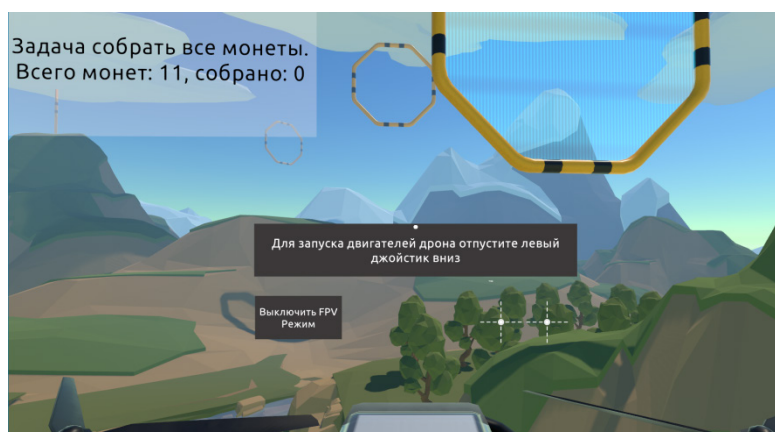 Задача собрать все монеты.
Всего монет: 11, собрано: 0
Для запуска двигателей дрона отпустите левый
джойстик вниз
Выключить FPV
Режим